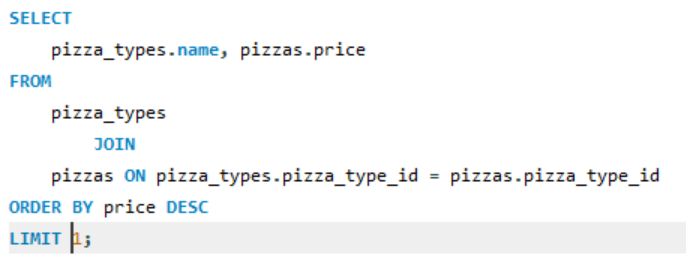 SELECT
pizza_types.name, pizzas.price
FROM
pizza_types
JOIN
pizzas ON pizza_types.pizza_type_id = pizzas.pizza_type_id
ORDER BY price DESC
LIMIT 1;